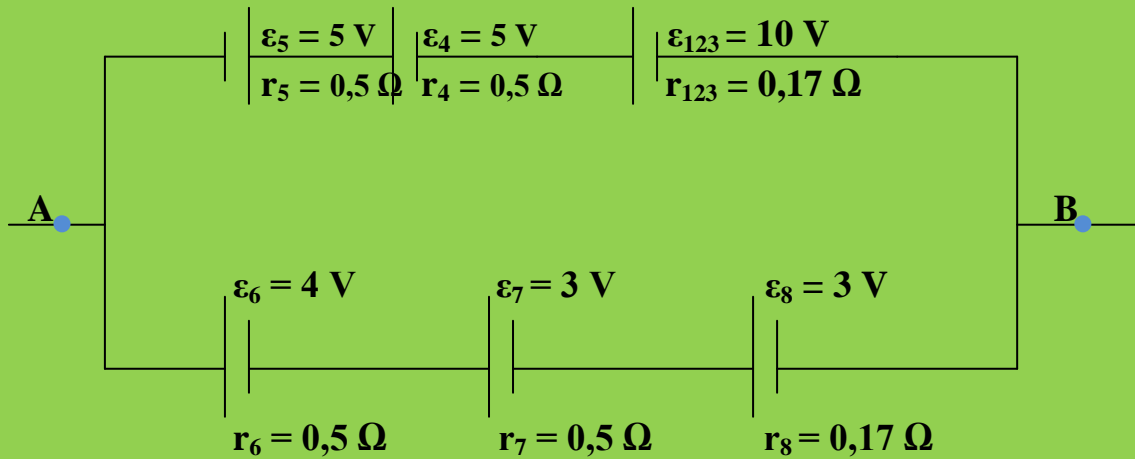 ε₅ = 5 V ε₄ = 5 V ε₁₂₃ = 10 V
r₅ = 0,5 Ω r₄ = 0,5 Ω r₁₂₃ = 0,17 Ω
A B
ε₆ = 4 V ε₇ = 3 V ε₈ = 3 V
r₆ = 0,5 Ω r₇ = 0,5 Ω r₈ = 0,17 Ω